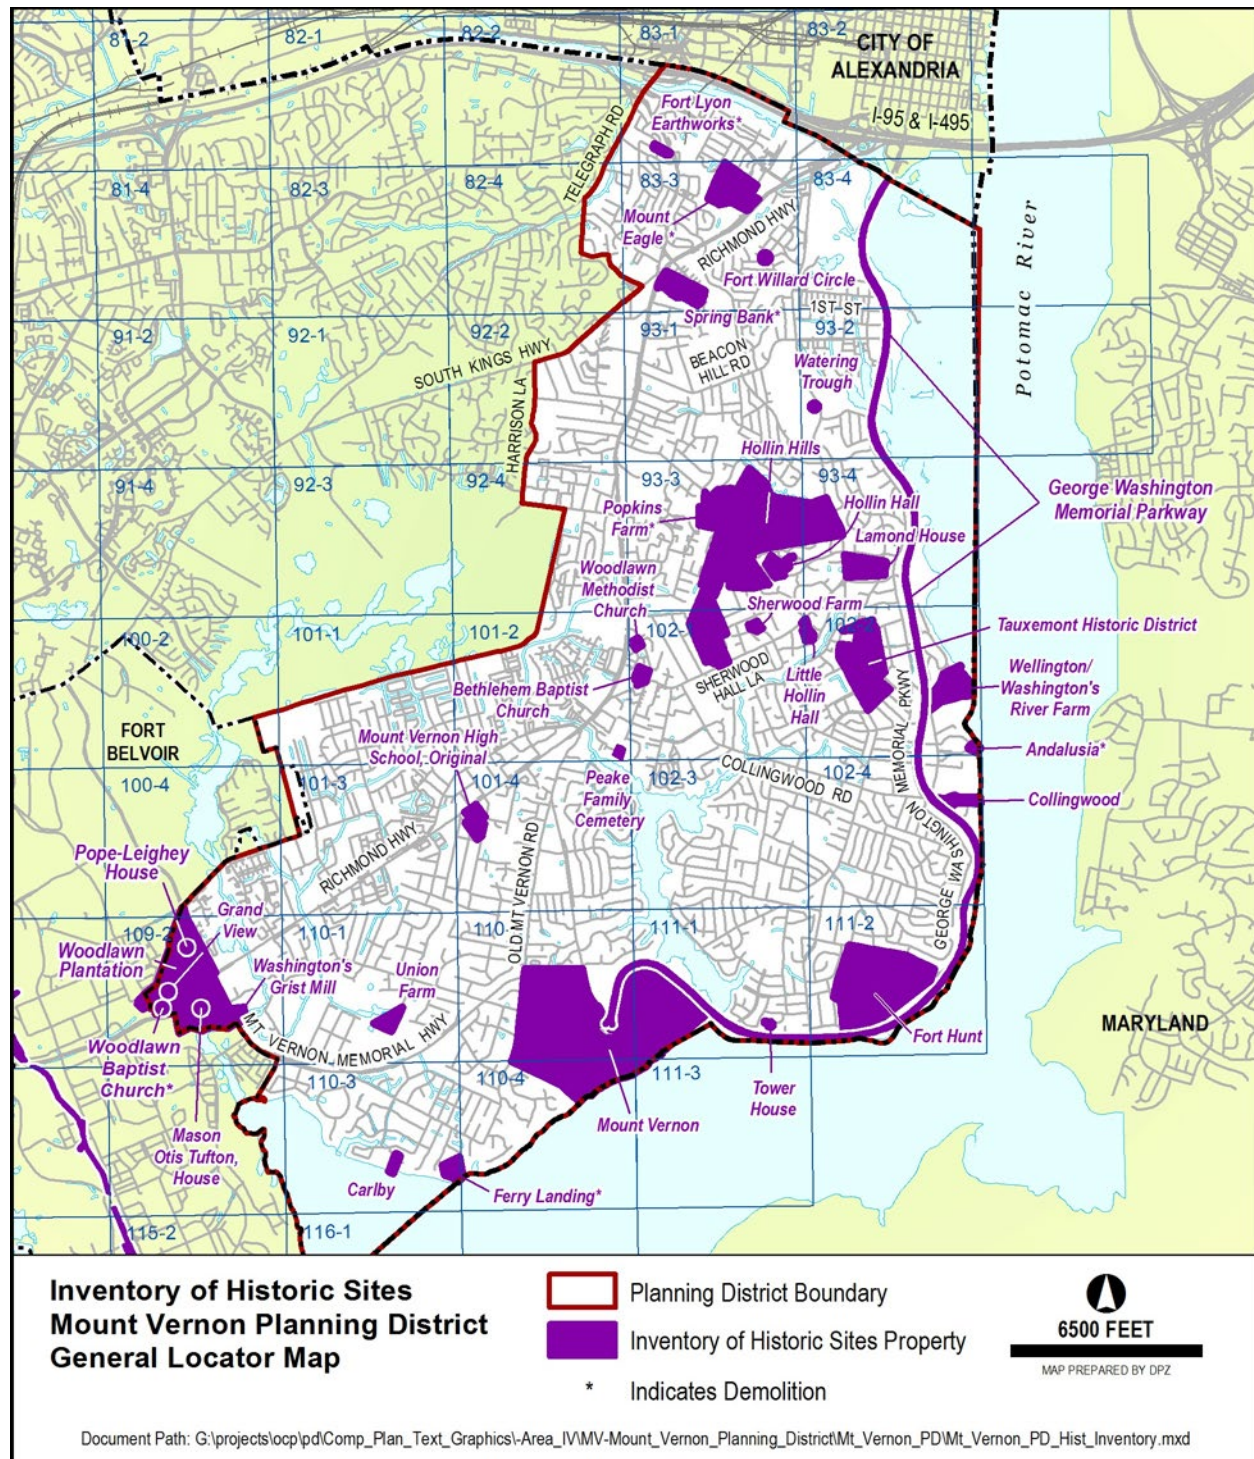 81-2
82-1
82-2
83-1
83-2
CITY OF
ALEXANDRIA
I-95 & I-495
Fort Lyon
Earthworks*
TELEGRAPH RD
81-4
82-3
82-4
83-3
83-4
Mount
Eagle *
RICHMOND HWY
Fort Willard Circle
Potomac River
Spring Bank*
1ST ST
91-2
92-1
92-2
93-1
93-2
SOUTH KINGS HWY
BEACON
HILL RD
Watering
Trough
HARRISON LA
Hollin Hills
91-4
92-3
92-4
93-3
93-4
George Washington
Memorial Parkway
Popkins
Farm*
Hollin Hall
Lamond House
Woodlawn
Methodist
Church
Sherwood Farm
100-2
101-1
101-2
Tauxemont Historic District
SHERWOOD
HALL LA
Little
Hollin
Hall
Wellington/
Washington's
River Farm
Bethlehem Baptist
Church
MEMORIAL PKWY
FORT
BELVOIR
Mount Vernon High
School, Original
Andalusia*
100-4
101-3
101-4
102-3
102-4
COLLINGWOOD RD
Peake
Family
Cemetery
Collingwood
GEORGE WASHINGTON
RICHMOND HWY
OLD MT VERNON RD
Pope-Leighey
House
Grand
View
109-2
110-1
111-1
111-2
Woodlawn
Plantation
Washington's
Grist Mill
Union
Farm
MT VERNON MEMORIAL HWY
Fort Hunt
MARYLAND
Woodlawn
Baptist
Church*
110-3
110-4
111-3
Tower
House
Mount Vernon
Mason
Otis Tufton,
House
Carlby
Ferry Landing*
115-2
116-1
Inventory of Historic Sites
Mount Vernon Planning District
General Locator Map
Planning District Boundary
Inventory of Historic Sites Property
* Indicates Demolition
6500 FEET
MAP PREPARED BY DPZ
Document Path: G:\projects\ocp\pd\Comp_Plan_Text_Graphics\-Area_IV\MV-Mount_Vernon_Planning_District\Mt_Vernon_PD\Mt_Vernon_PD_Hist_Inventory.mxd